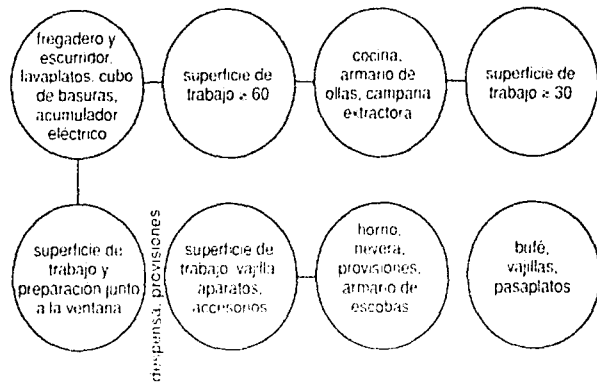 fregadero y
escurridor,
lavaplatos, cubo
de basuras,
acumulador
eléctrico
superficie de
trabajo ≥ 60
cocina,
armario de
ollas, campana
extractora
superficie de
trabajo ≥ 30
superficie de
trabajo y
preparación junto
a la ventana
despensa, provisiones
superficie de
trabajo, vajilla
aparatos,
accesorios
horno,
nevera,
provisiones,
armario de
escobas
bufé,
vajillas,
pasaplatos